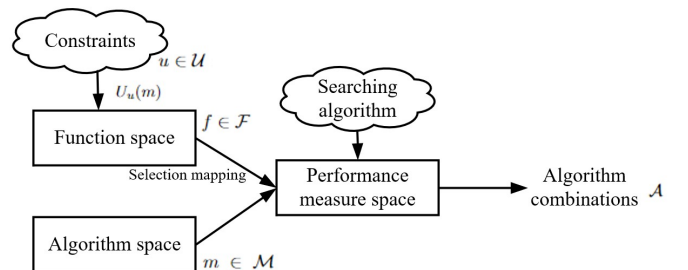 Constraints
u ∈ 𝒰
U_u(m)
Function space
f ∈ ℱ
Selection mapping
Algorithm space
m ∈ ℳ
Searching
algorithm
Performance
measure space
Algorithm
combinations 𝒜